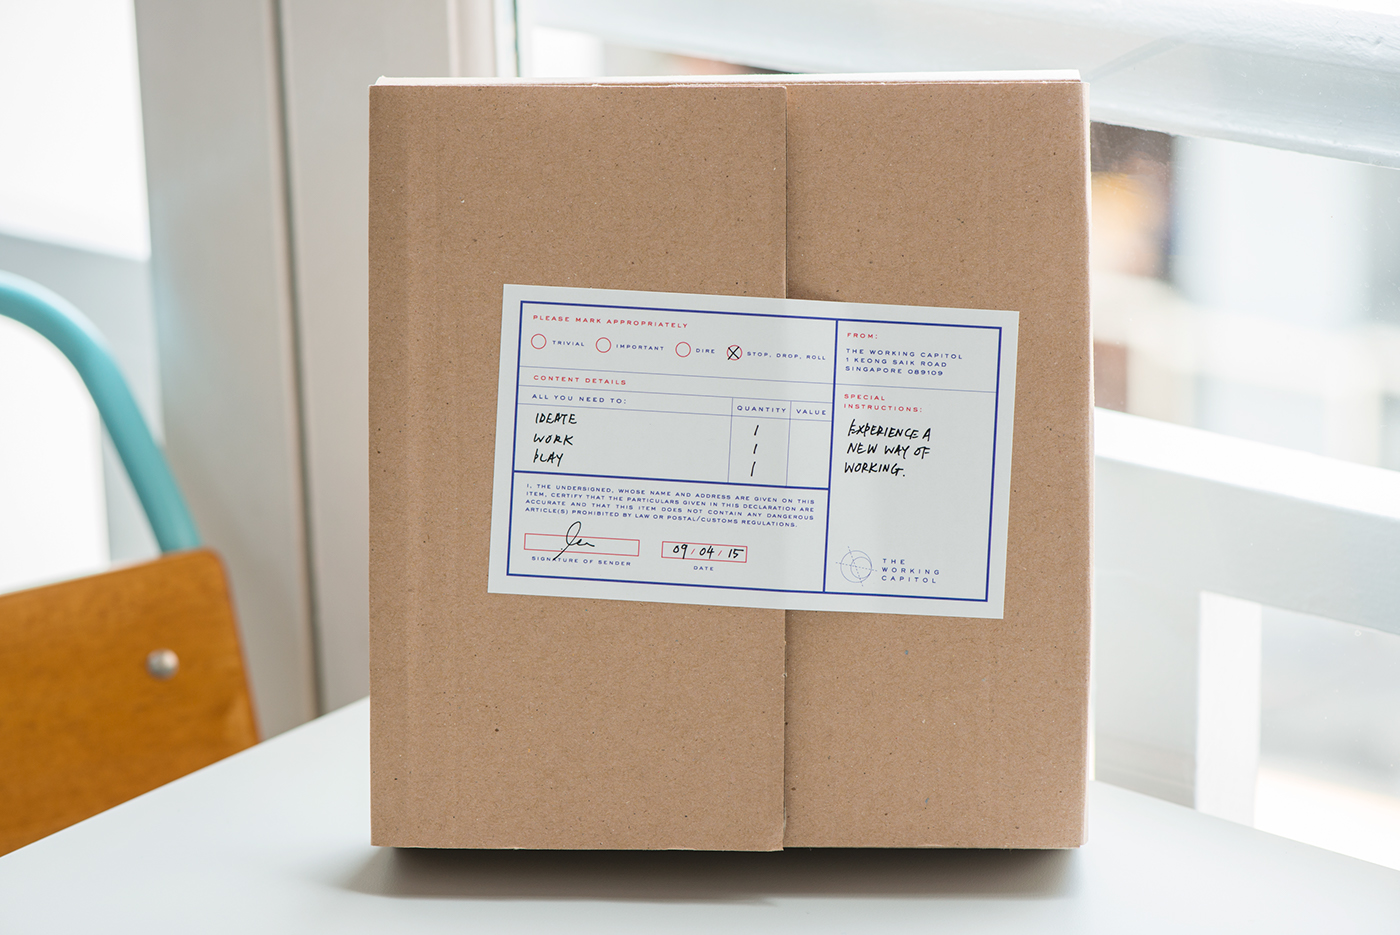 PLEASE MARK APPROPRIATELY
TRIVIAL IMPORTANT DIRE STOP, DROP, ROLL
CONTENT DETAILS
ALL YOU NEED TO: QUANTITY VALUE
IDEATE 1
WORK 1
PLAY 1
1. THE UNDERSIGNED, WHOSE NAME AND ADDRESS ARE GIVEN ON THIS
ITEM, CERTIFY THAT THE PARTICULARS GIVEN IN THIS DECLARATION ARE
ACCURATE AND THAT THIS ITEM DOES NOT CONTAIN ANY DANGEROUS
ARTICLE(S) PROHIBITED BY LAW OR POSTAL/CUSTOMS REGULATIONS.
09/04/15
SIGNATURE OF SENDER
DATE
FROM:
THE WORKING CAPITOL
1 KEONG SAIK ROAD
SINGAPORE 089109
SPECIAL
INSTRUCTIONS:
EXPERIENCE A
NEW WAY OF
WORKING.
THE
WORKING
CAPITOL